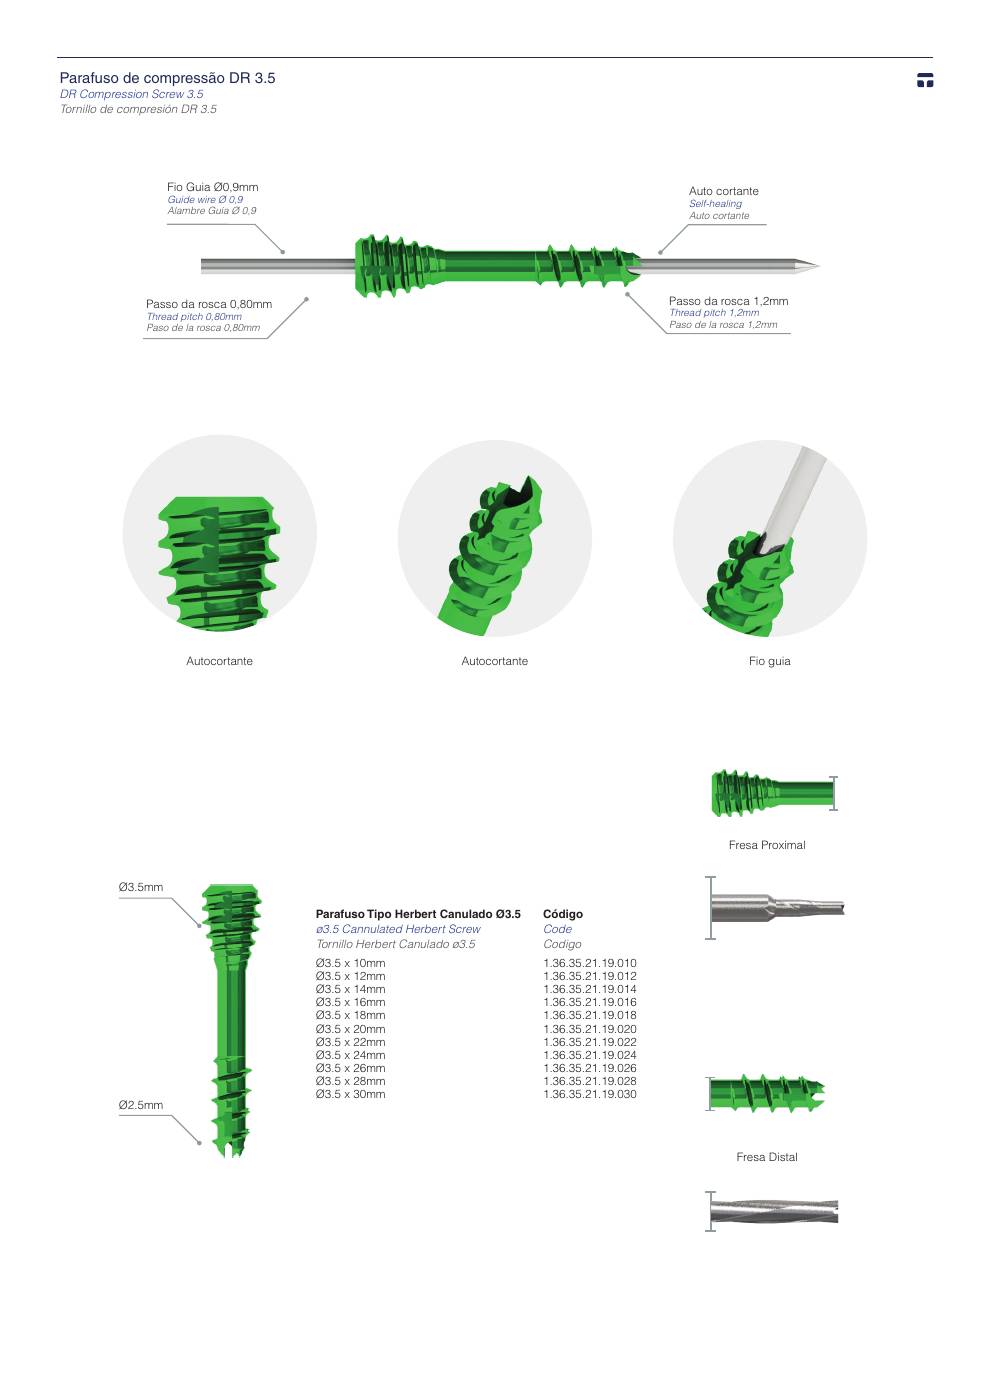 Parafuso de compressão DR 3.5
DR Compression Screw 3.5
Tornillo de compresión DR 3.5
Fio Guia Ø0,9mm
Guide wire Ø 0,9
Alambre Guia Ø 0,9
Auto cortante
Self-healing
Auto cortante
Passo da rosca 0,80mm
Thread pitch 0,80mm
Paso de la rosca 0,80mm
Passo da rosca 1,2mm
Thread pitch 1,2mm
Paso de la rosca 1,2mm
Autocortante
Autocortante
Fio guia
Fresa Proximal
Ø3.5mm
Ø2.5mm
Parafuso Tipo Herbert Canulado Ø3.5 Código
ø3.5 Cannulated Herbert Screw Code
Tornillo Herbert Canulado ø3.5 Codigo
Ø3.5 x 10mm 1.36.35.21.19.010
Ø3.5 x 12mm 1.36.35.21.19.012
Ø3.5 x 14mm 1.36.35.21.19.014
Ø3.5 x 16mm 1.36.35.21.19.016
Ø3.5 x 18mm 1.36.35.21.19.018
Ø3.5 x 20mm 1.36.35.21.19.020
Ø3.5 x 22mm 1.36.35.21.19.022
Ø3.5 x 24mm 1.36.35.21.19.024
Ø3.5 x 26mm 1.36.35.21.19.026
Ø3.5 x 28mm 1.36.35.21.19.028
Ø3.5 x 30mm 1.36.35.21.19.030
Fresa Distal